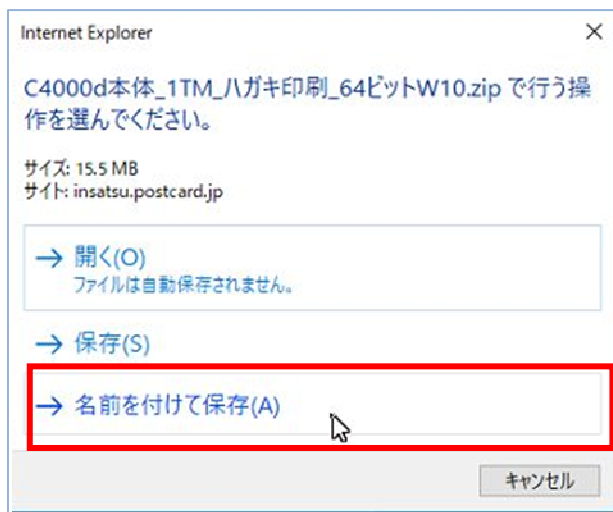 Internet Explorer
C4000d本体_1TM_ハガキ印刷_64ビットW10.zip で行う操
作を選んでください。
サイズ: 15.5 MB
サイト: insatsu.postcard.jp
→ 開く(O)
ファイルは自動保存されません。
→ 保存(S)
→ 名前を付けて保存(A)
キャンセル